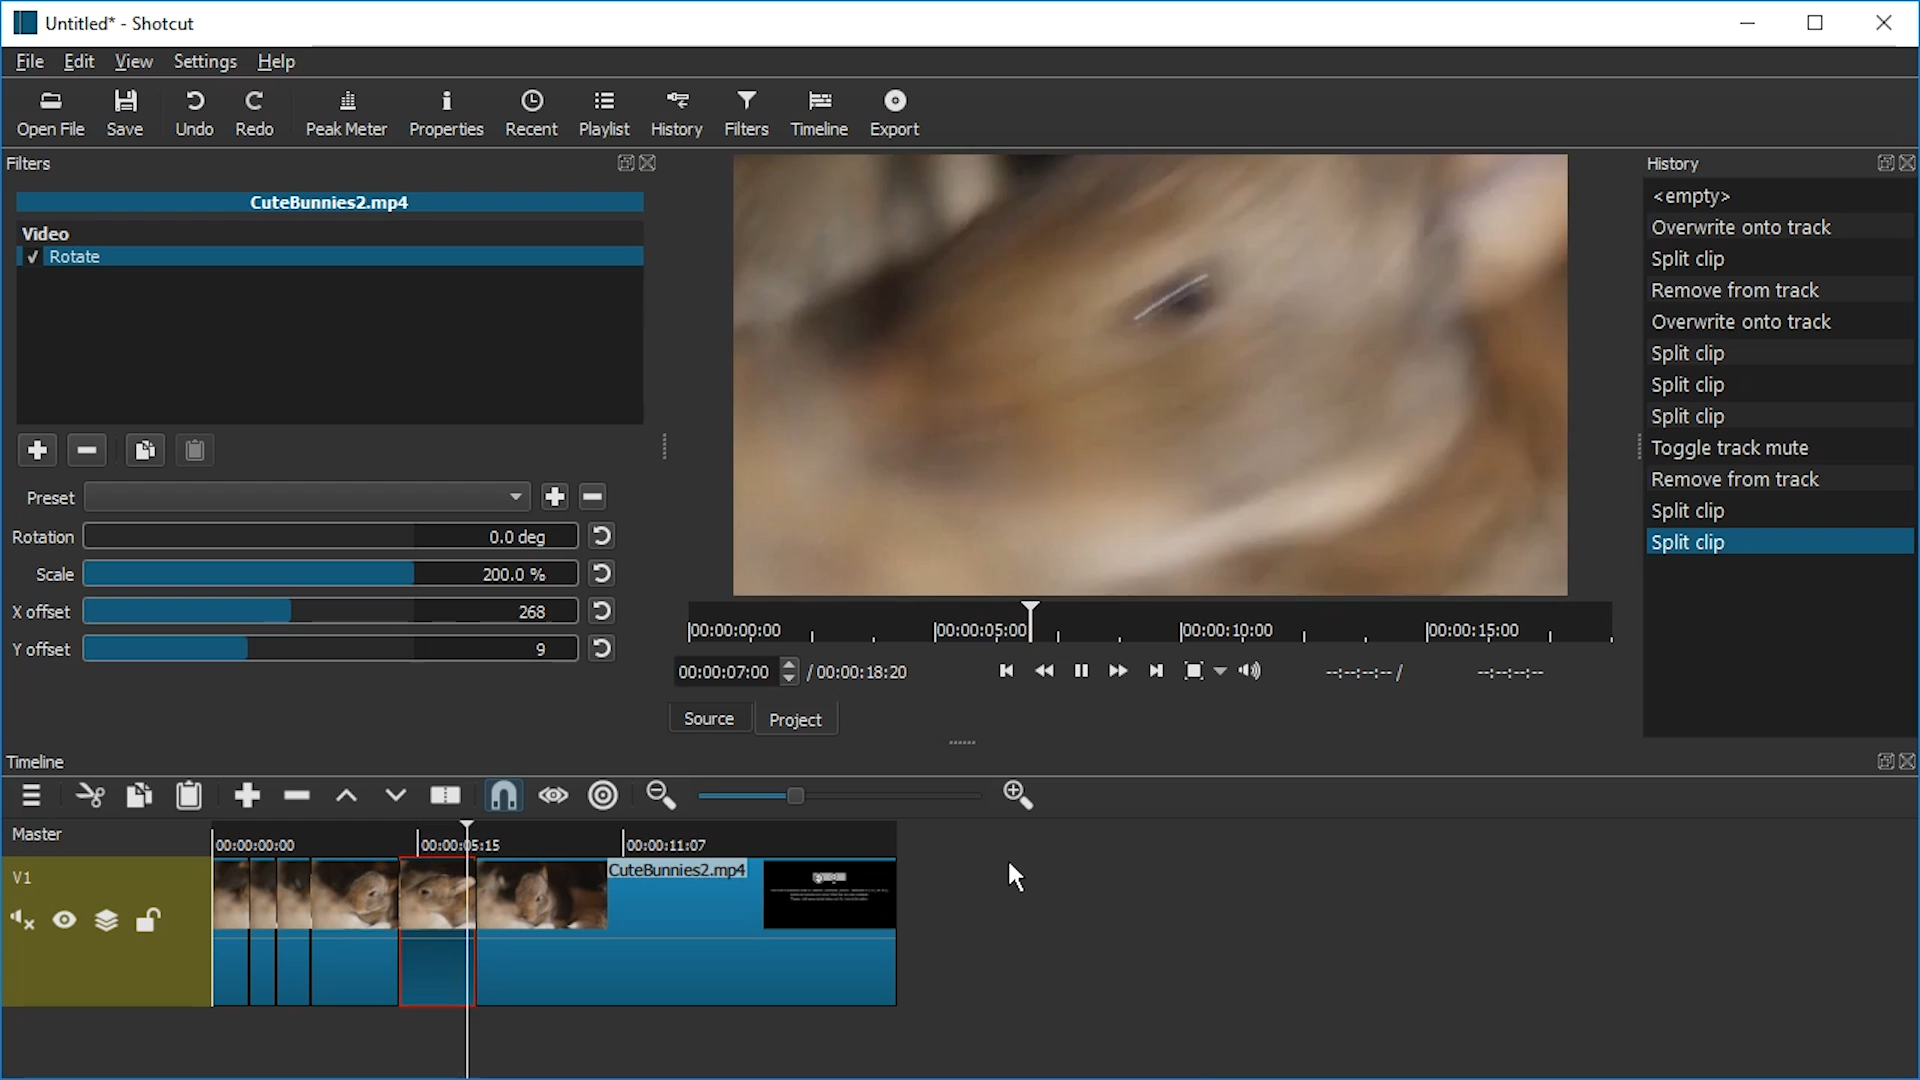 Untitled* - Shotcut
File Edit View Settings Help
Open File Save Undo Redo Peak Meter Properties Recent Playlist History Filters Timeline Export
Filters
CuteBunnies2.mp4
Video
Rotate
Preset
Rotation 0.0 deg
Scale 200.0 %
X offset 268
Y offset 9
00:00:00:00 00:00:05:00 00:00:10:00 00:00:15:00
00:00:07:00 / 00:00:18:20 --:--:--:-- / --:--:--:--
Source Project
History
<empty>
Overwrite onto track
Split clip
Remove from track
Overwrite onto track
Split clip
Split clip
Split clip
Toggle track mute
Remove from track
Split clip
Split clip
Timeline
Master 00:00:00:00 00:00:05:15 00:00:11:07
V1 CuteBunnies2.mp4